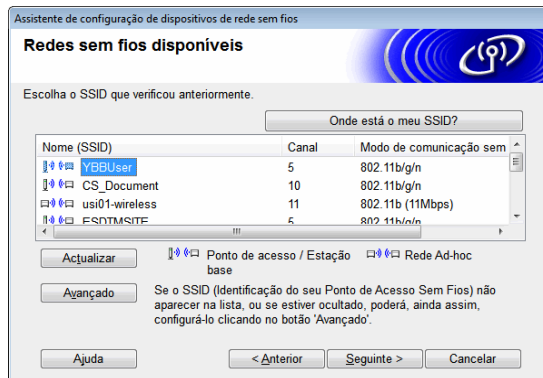 Assistente de configuração de dispositivos de rede sem fios
Redes sem fios disponíveis
Escolha o SSID que verificou anteriormente.
Onde está o meu SSID?
Nome (SSID) Canal Modo de comunicação sem
YBBUser 5 802.11b/g/n
CS_Document 10 802.11b/g/n
usi01-wireless 11 802.11b (11Mbps)
ESDTMSITE 5 802.11b/g/n
Actualizar
Ponto de acesso / Estação
base
Rede Ad-hoc
Avançado
Se o SSID (Identificação do seu Ponto de Acesso Sem Fios) não
aparecer na lista, ou se estiver ocultado, poderá, ainda assim,
configurá-lo clicando no botão 'Avançado'.
Ajuda
< Anterior
Seguinte >
Cancelar